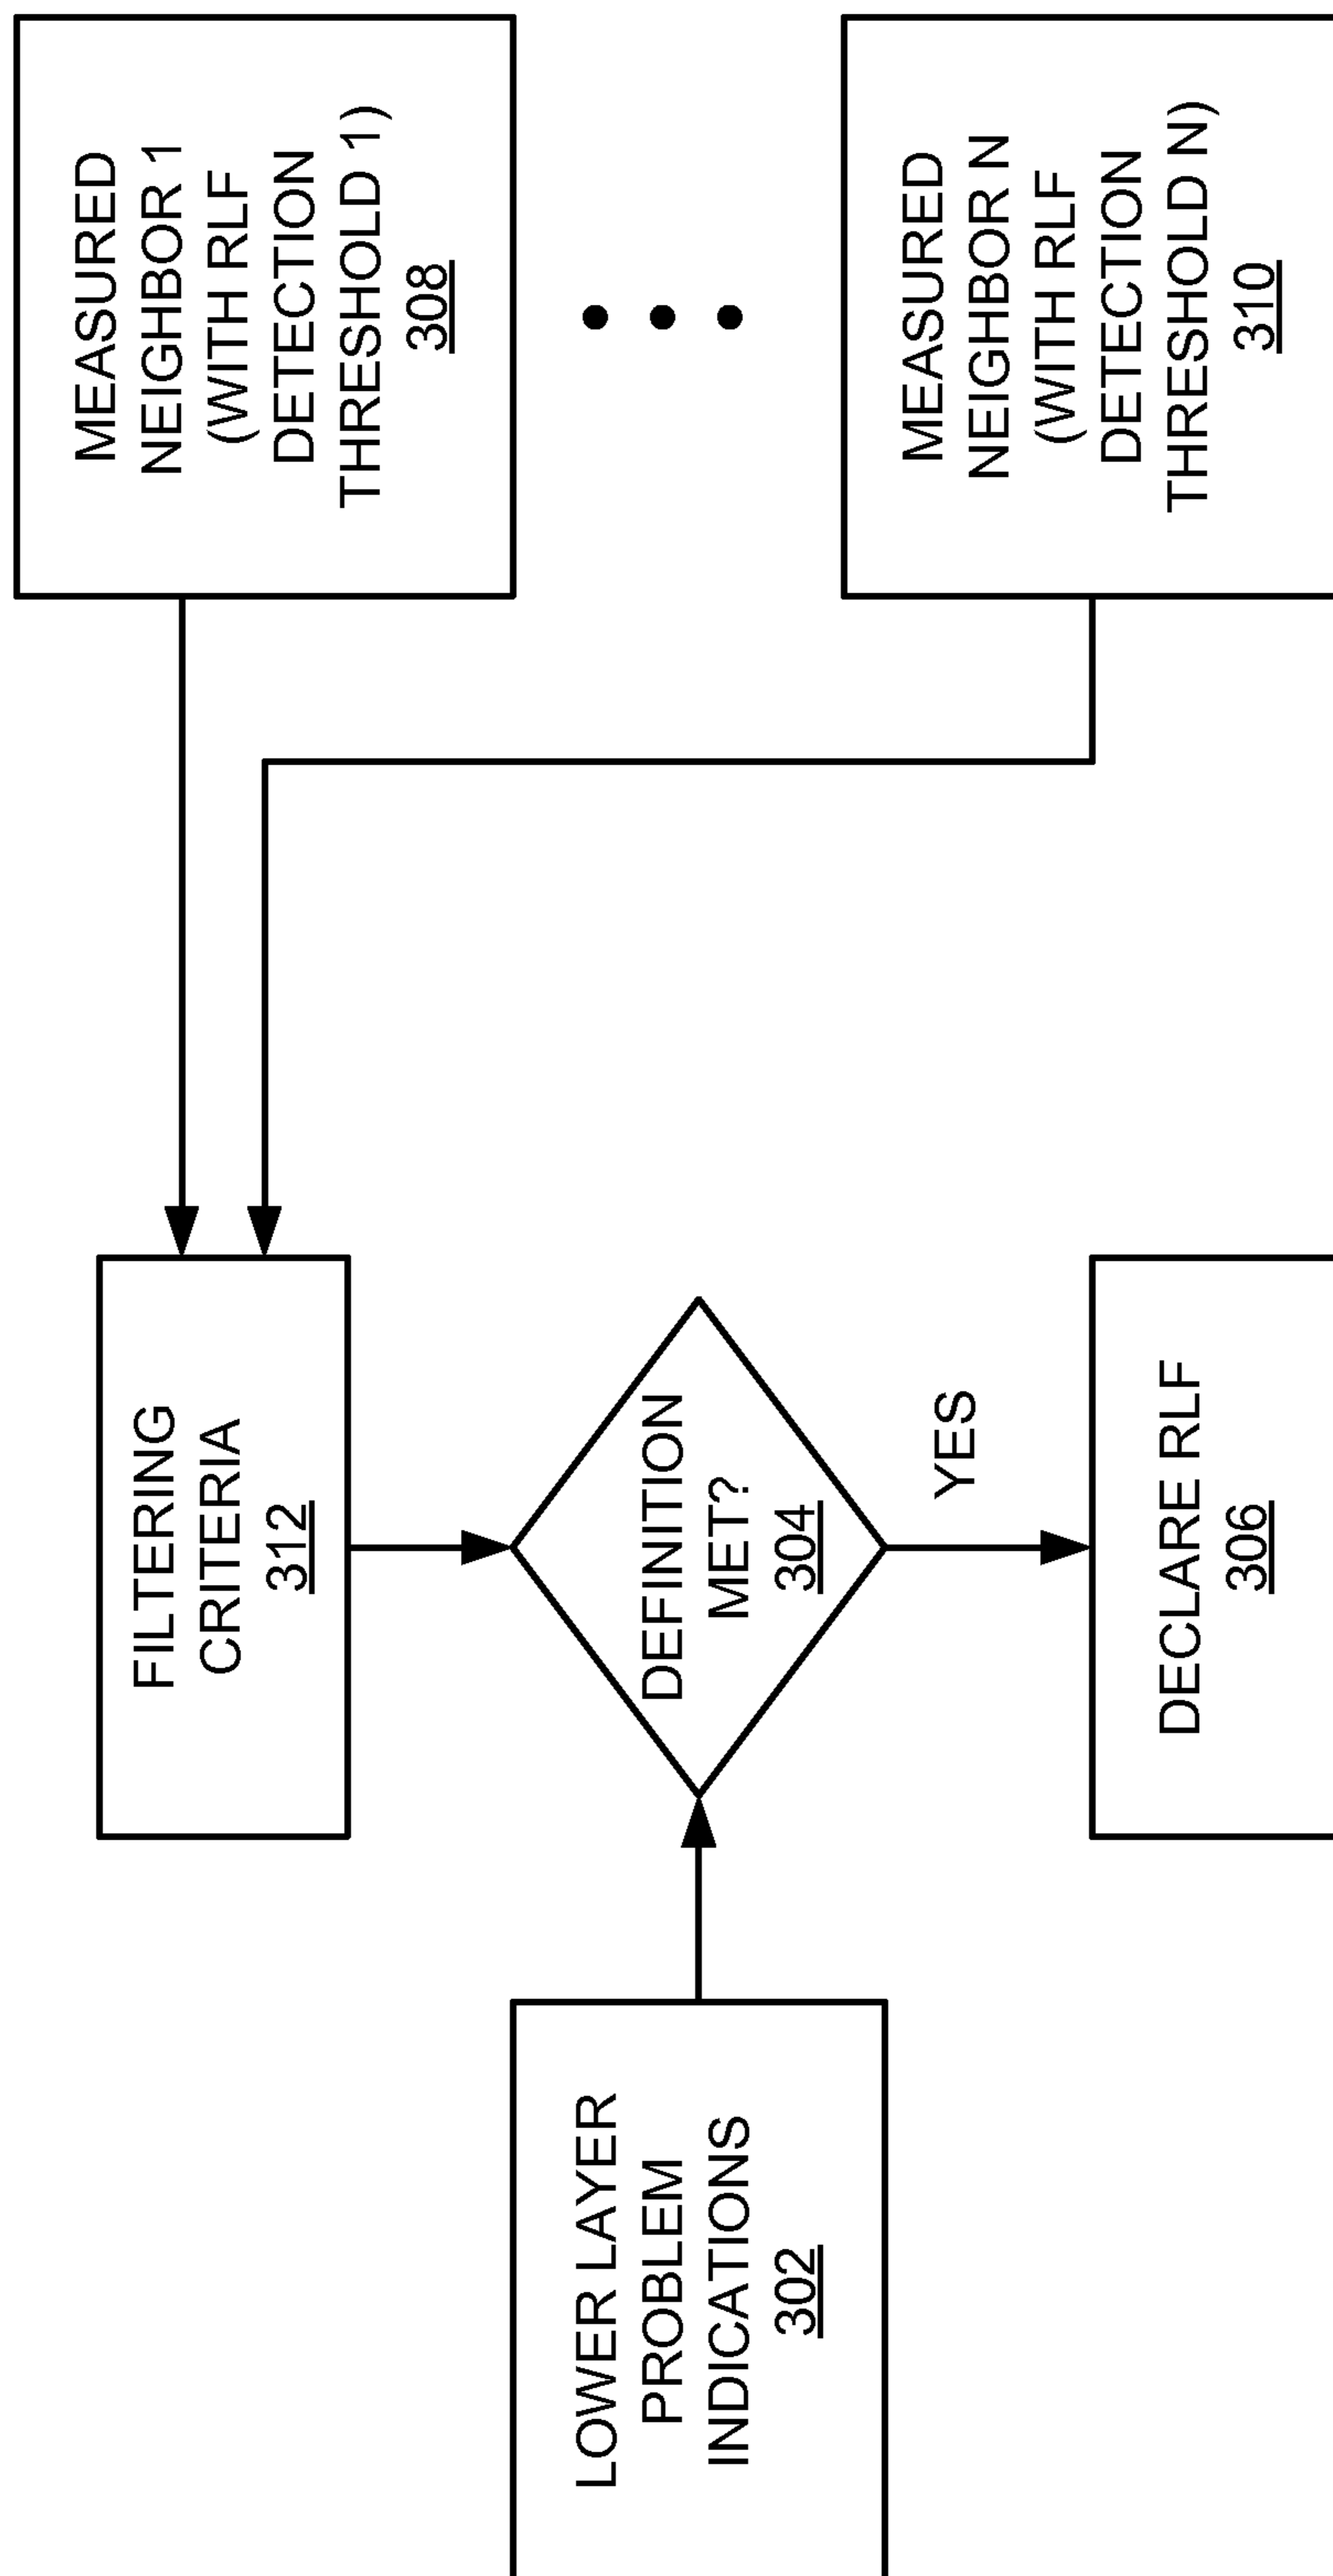 FILTERING
CRITERIA
312
MEASURED
NEIGHBOR 1
(WITH RLF
DETECTION
THRESHOLD 1)
308
LOWER LAYER
PROBLEM
INDICATIONS
302
DEFINITION
MET?
304
YES
DECLARE RLF
306
MEASURED
NEIGHBOR N
(WITH RLF
DETECTION
THRESHOLD N)
310